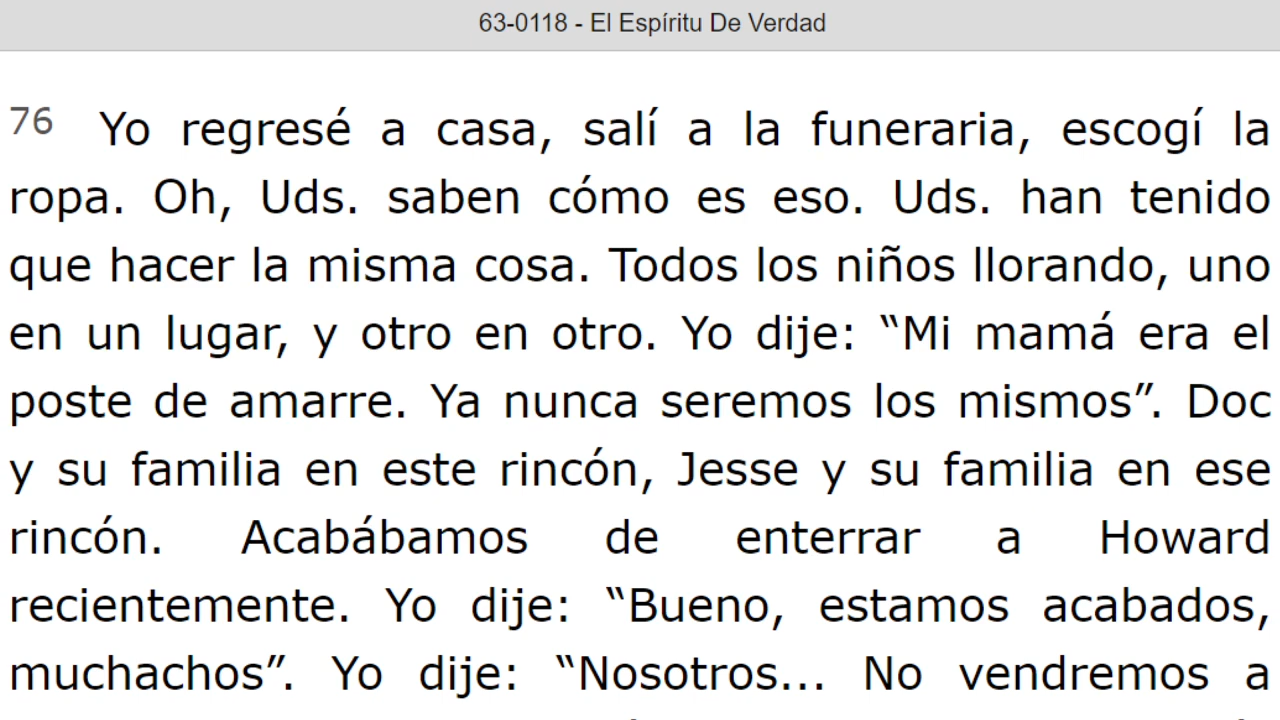 63-0118 - El Espíritu De Verdad
76 Yo regresé a casa, salí a la funeraria, escogí la
ropa. Oh, Uds. saben cómo es eso. Uds. han tenido
que hacer la misma cosa. Todos los niños llorando, uno
en un lugar, y otro en otro. Yo dije: “Mi mamá era el
poste de amarre. Ya nunca seremos los mismos”. Doc
y su familia en este rincón, Jesse y su familia en ese
rincón. Acabábamos de enterrar a Howard
recientemente. Yo dije: “Bueno, estamos acabados,
muchachos”. Yo dije: “Nosotros... No vendremos a